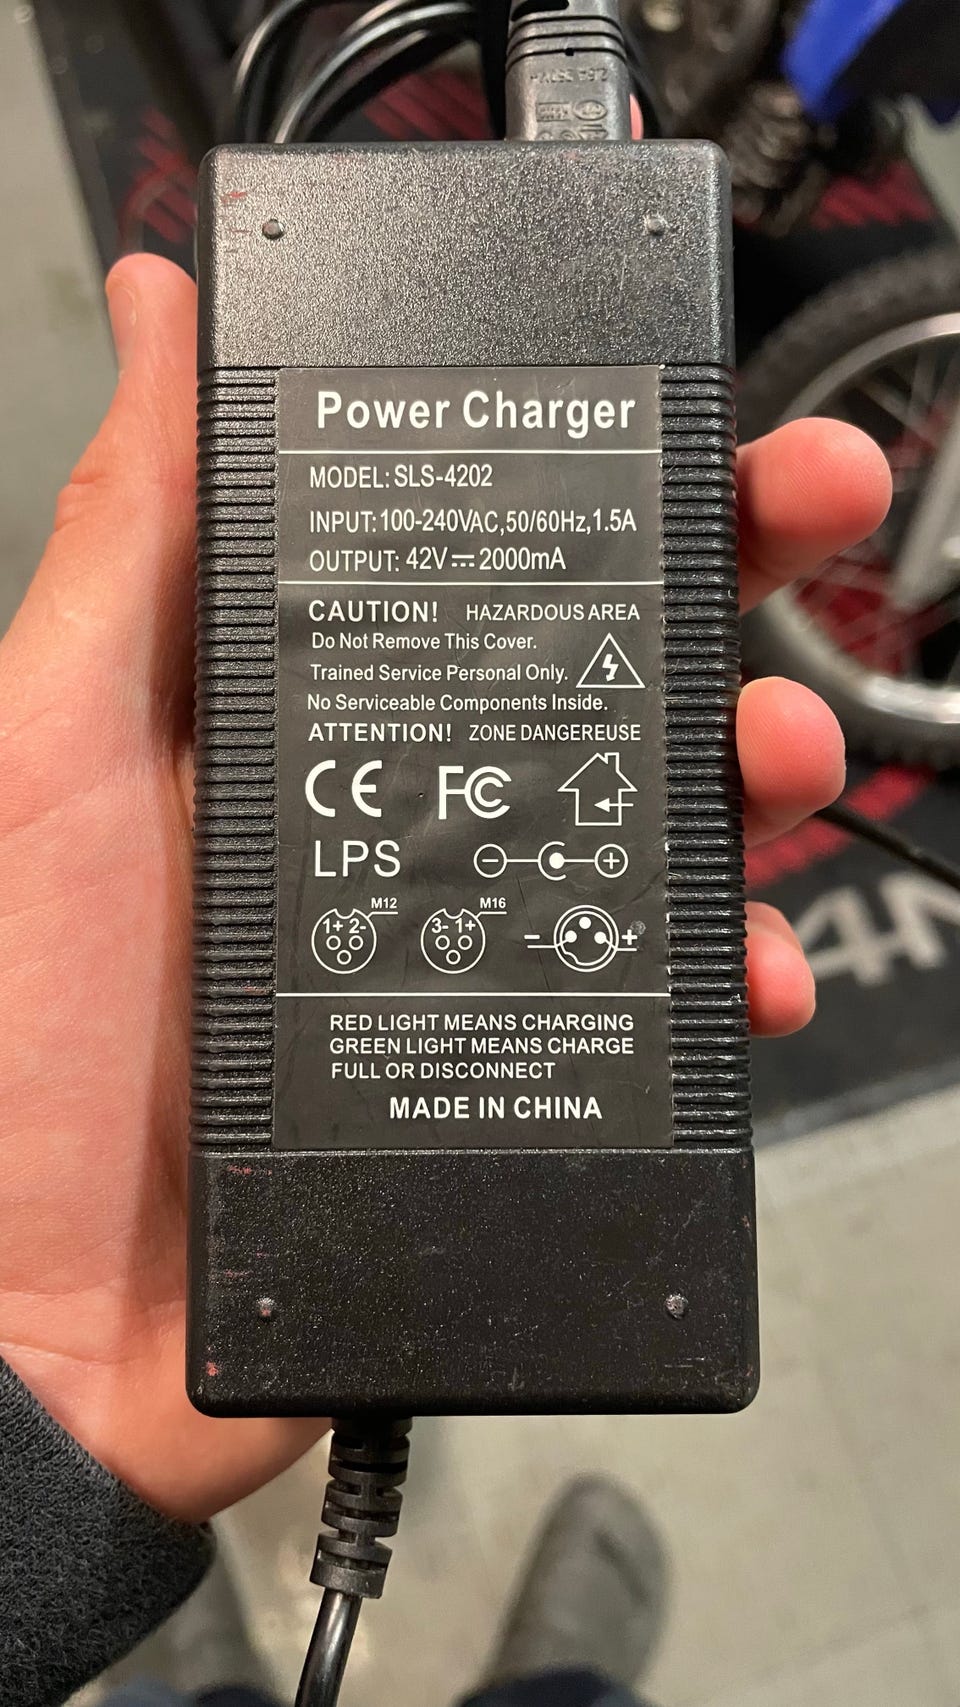 Power Charger
MODEL: SLS-4202
INPUT: 100-240VAC,50/60Hz,1.5A
OUTPUT: 42V⎓2000mA
CAUTION! HAZARDOUS AREA
Do Not Remove This Cover.
Trained Service Personal Only.
No Serviceable Components Inside.
ATTENTION! ZONE DANGEREUSE
CE FC
LPS - +
M12 M16
1+ 2- 3- 1+ - +
RED LIGHT MEANS CHARGING
GREEN LIGHT MEANS CHARGE
FULL OR DISCONNECT
MADE IN CHINA